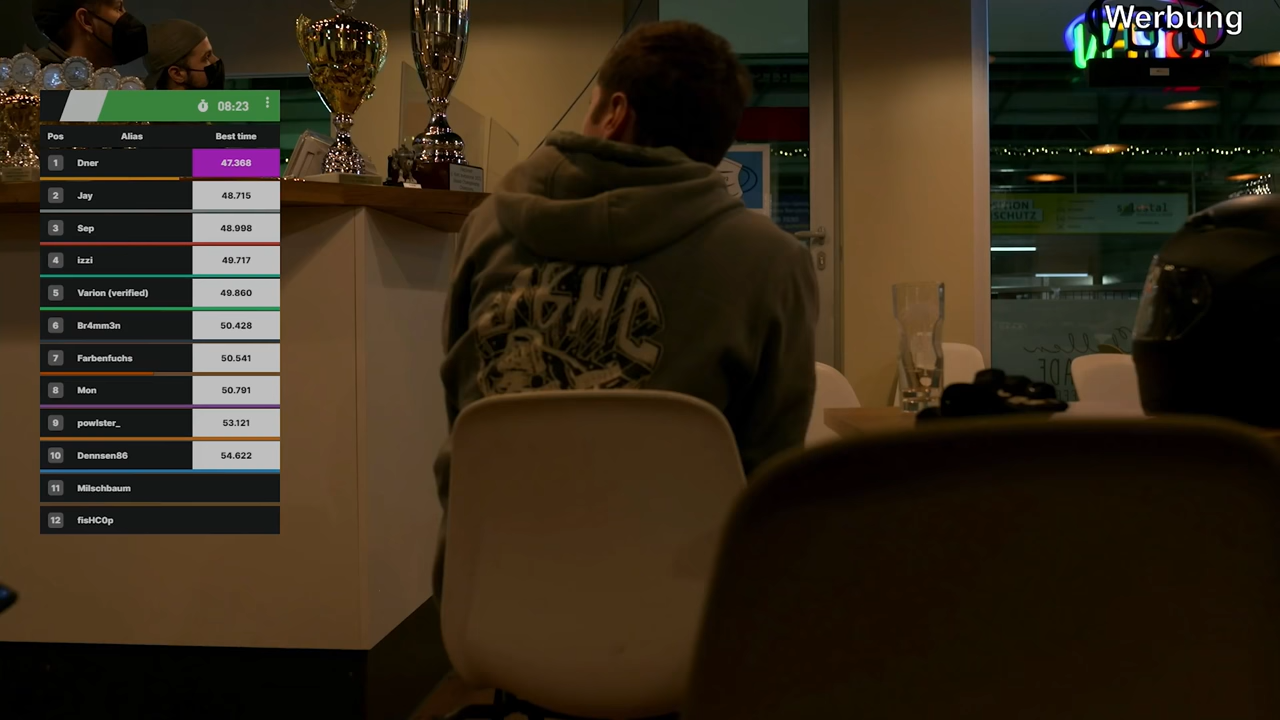 Werbung
08:23
Pos Alias Best time
1 Dner 47.368
2 Jay 48.715
3 Sep 48.998
4 izzi 49.717
5 Varion (verified) 49.860
6 Br4mm3n 50.428
7 Farbenfuchs 50.541
8 Mon 50.791
9 powlster_ 53.121
10 Dennsen86 54.622
11 Milschbaum
12 fisHC0p